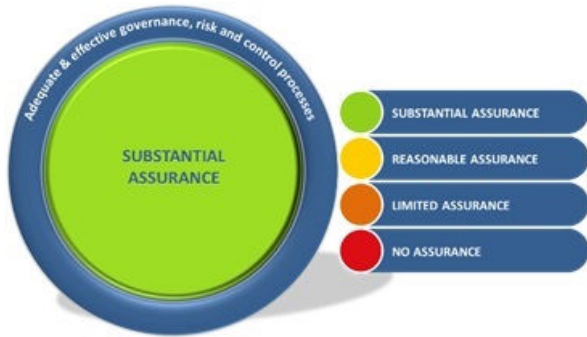 Adequate & effective governance, risk and control processes
SUBSTANTIAL
ASSURANCE
SUBSTANTIAL ASSURANCE
REASONABLE ASSURANCE
LIMITED ASSURANCE
NO ASSURANCE